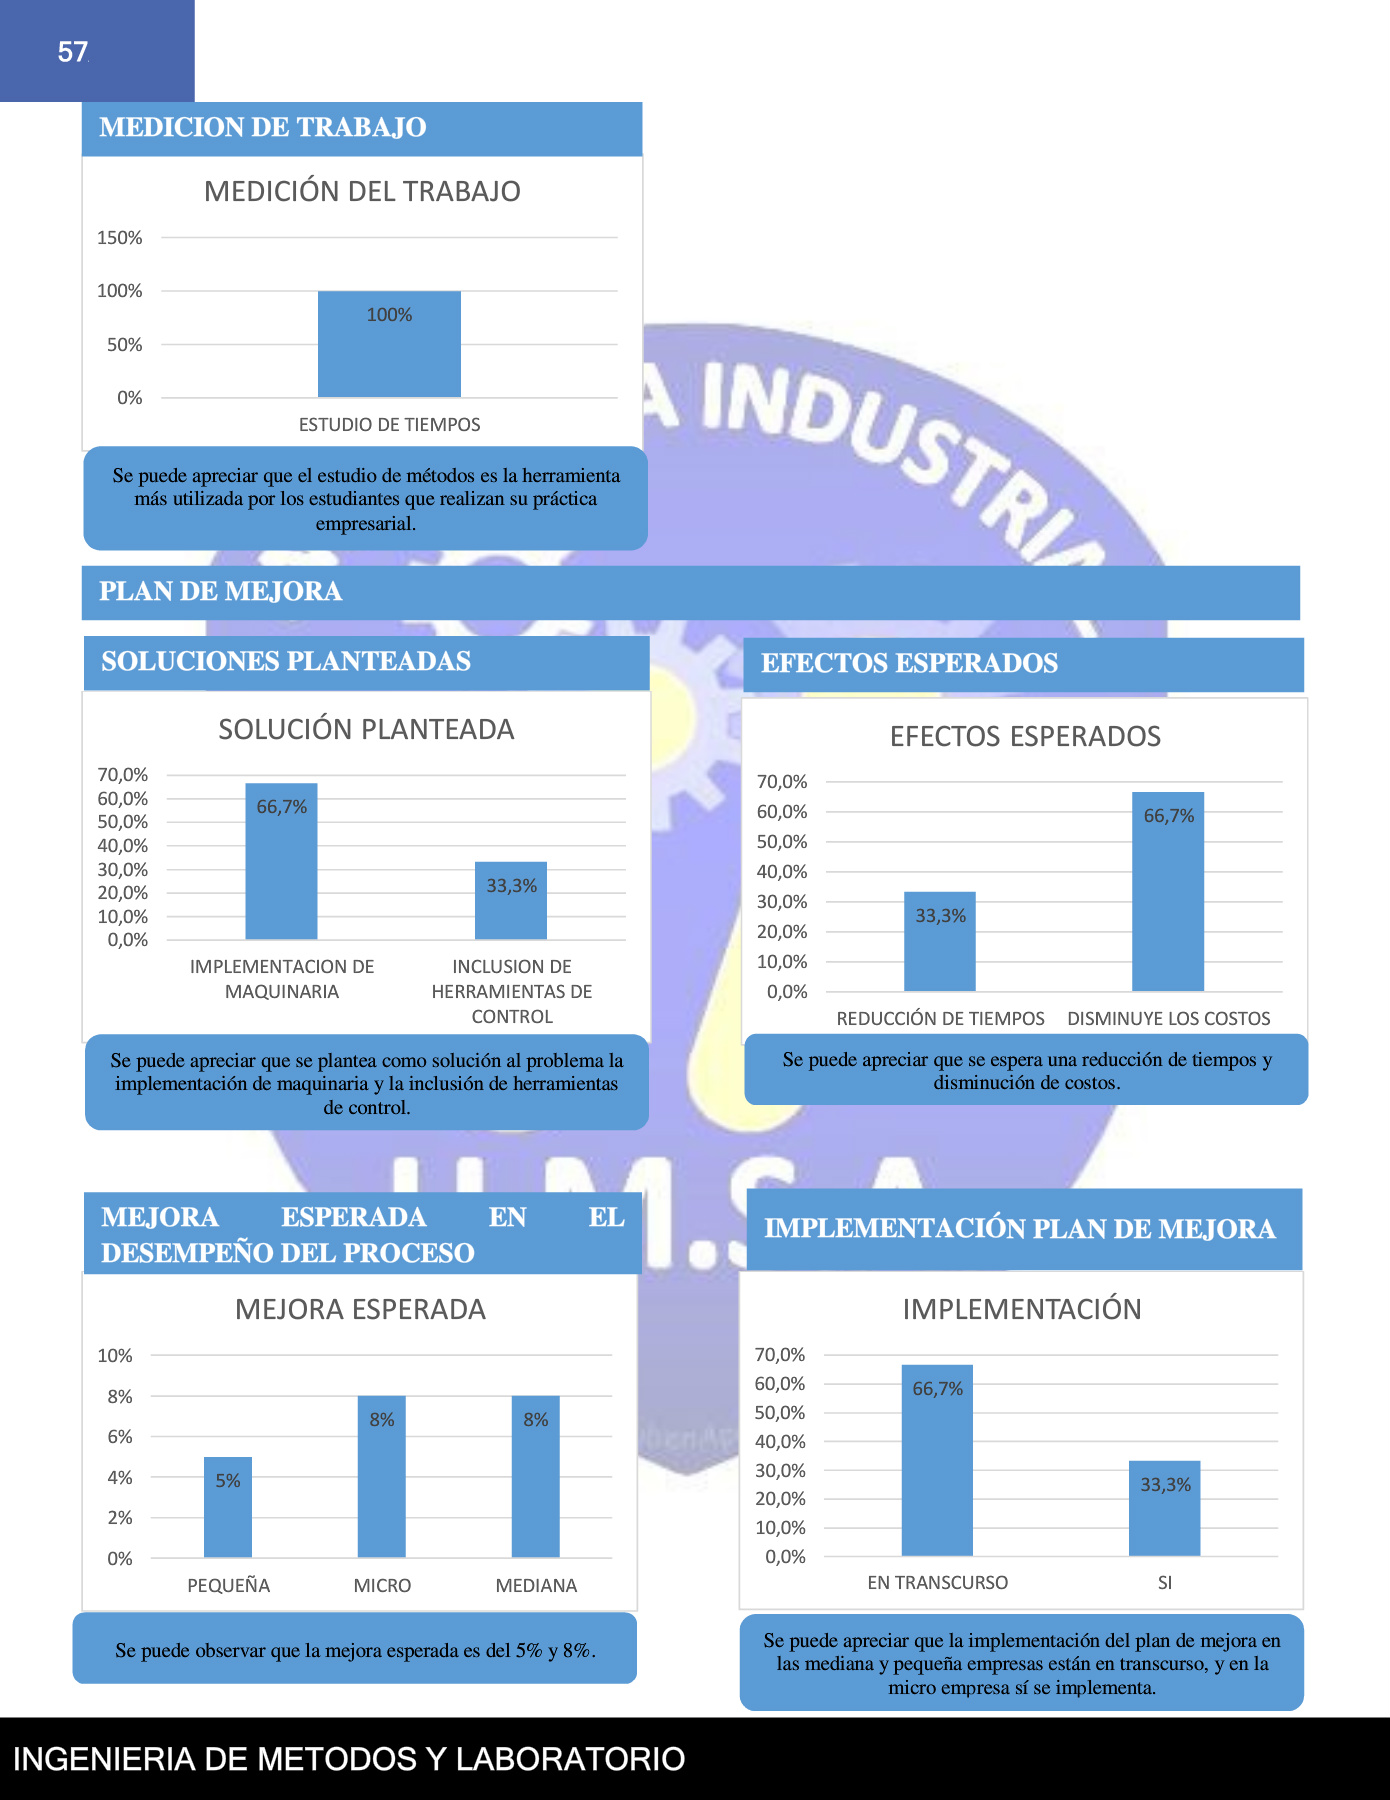 57
MEDICION DE TRABAJO
MEDICIÓN DEL TRABAJO
150%
100%
50%
0%
100%
ESTUDIO DE TIEMPOS
Se puede apreciar que el estudio de métodos es la herramienta
más utilizada por los estudiantes que realizan su práctica
empresarial.
A INDUSTRIA
PLAN DE MEJORA
SOLUCIONES PLANTEADAS
SOLUCIÓN PLANTEADA
70,0%
60,0%
50,0%
40,0%
30,0%
20,0%
10,0%
0,0%
66,7%
33,3%
IMPLEMENTACION DE
MAQUINARIA
INCLUSION DE
HERRAMIENTAS DE
CONTROL
Se puede apreciar que se plantea como solución al problema la
implementación de maquinaria y la inclusión de herramientas
de control.
EFECTOS ESPERADOS
EFECTOS ESPERADOS
70,0%
60,0%
50,0%
40,0%
30,0%
20,0%
10,0%
0,0%
33,3%
66,7%
REDUCCIÓN DE TIEMPOS
DISMINUYE LOS COSTOS
Se puede apreciar que se espera una reducción de tiempos y
disminución de costos.
U.M.S.A.
MEJORA ESPERADA EN EL
DESEMPEÑO DEL PROCESO
MEJORA ESPERADA
10%
8%
6%
4%
2%
0%
5%
8%
8%
PEQUEÑA
MICRO
MEDIANA
Se puede observar que la mejora esperada es del 5% y 8%.
IMPLEMENTACIÓN PLAN DE MEJORA
IMPLEMENTACIÓN
70,0%
60,0%
50,0%
40,0%
30,0%
20,0%
10,0%
0,0%
66,7%
33,3%
EN TRANSCURSO
SI
Se puede apreciar que la implementación del plan de mejora en
las mediana y pequeña empresas están en transcurso, y en la
micro empresa sí se implementa.
INGENIERIA DE METODOS Y LABORATORIO